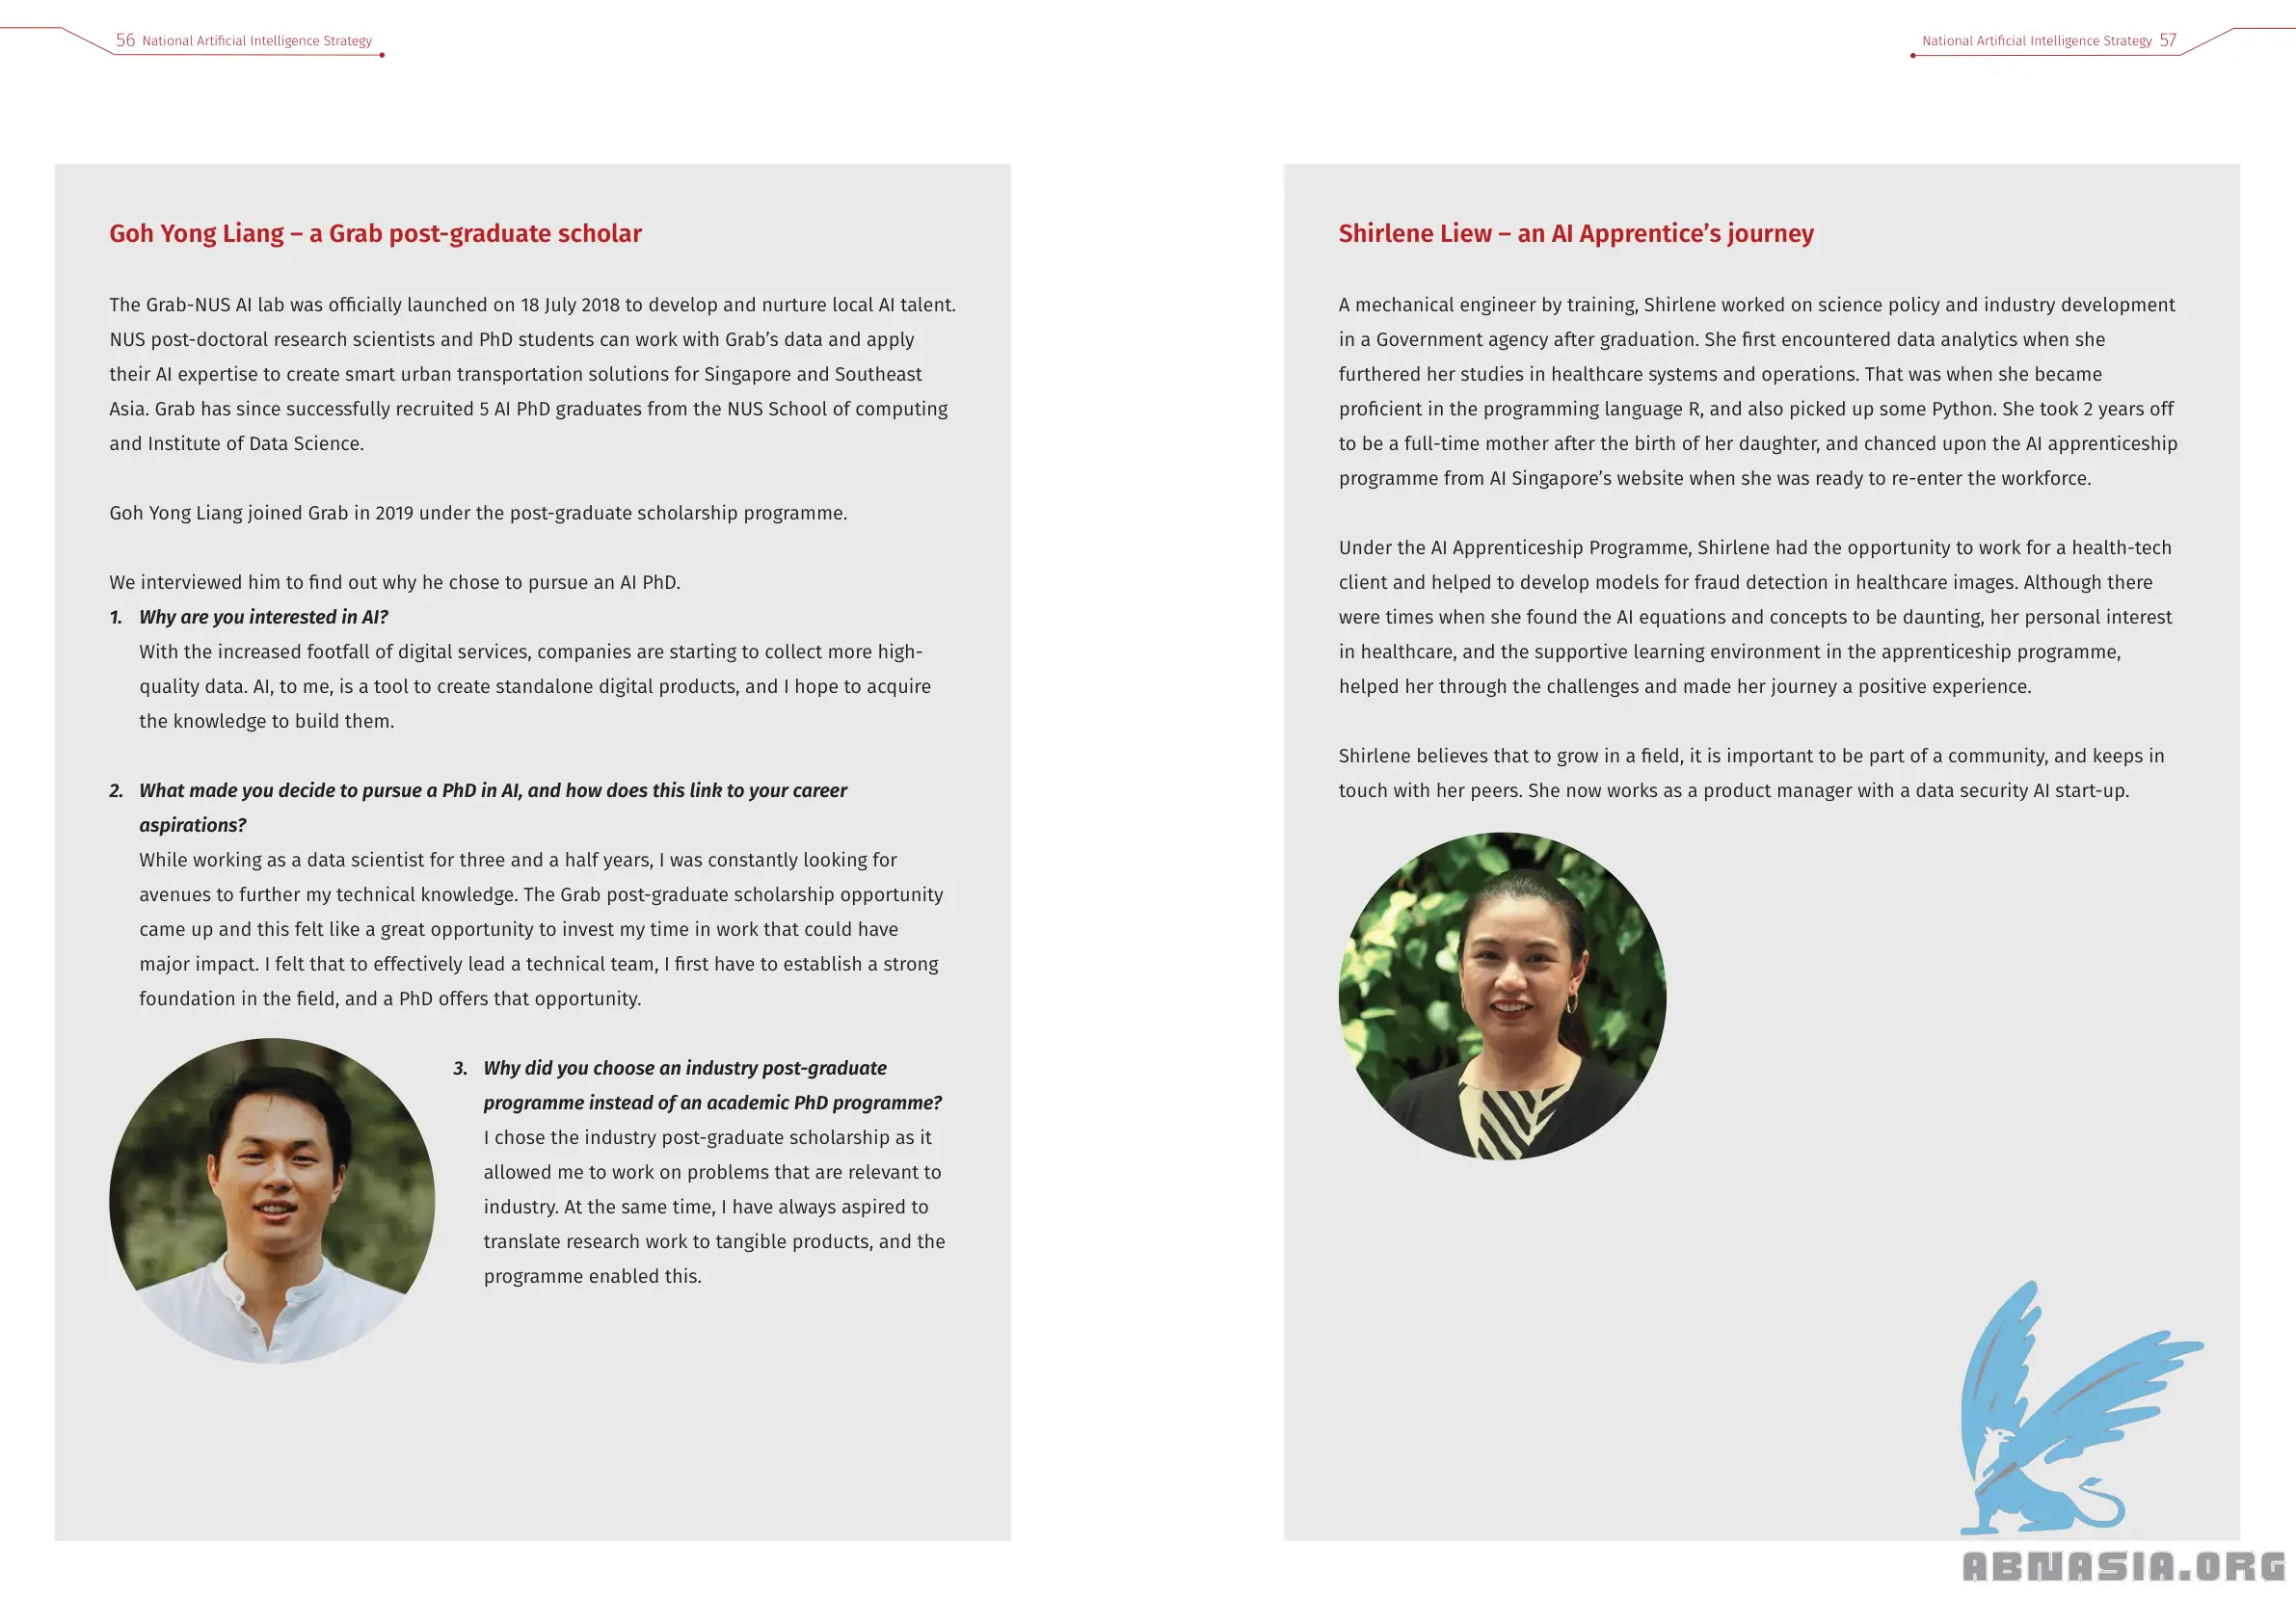 56 National Artificial Intelligence Strategy
Goh Yong Liang – a Grab post-graduate scholar
The Grab-NUS AI lab was officially launched on 18 July 2018 to develop and nurture local AI talent.
NUS post-doctoral research scientists and PhD students can work with Grab's data and apply
their AI expertise to create smart urban transportation solutions for Singapore and Southeast
Asia. Grab has since successfully recruited 5 AI PhD graduates from the NUS School of computing
and Institute of Data Science.
Goh Yong Liang joined Grab in 2019 under the post-graduate scholarship programme.
We interviewed him to find out why he chose to pursue an AI PhD.
1. Why are you interested in AI?
With the increased footfall of digital services, companies are starting to collect more high-
quality data. AI, to me, is a tool to create standalone digital products, and I hope to acquire
the knowledge to build them.
2. What made you decide to pursue a PhD in AI, and how does this link to your career
aspirations?
While working as a data scientist for three and a half years, I was constantly looking for
avenues to further my technical knowledge. The Grab post-graduate scholarship opportunity
came up and this felt like a great opportunity to invest my time in work that could have
major impact. I felt that to effectively lead a technical team, I first have to establish a strong
foundation in the field, and a PhD offers that opportunity.
3. Why did you choose an industry post-graduate
programme instead of an academic PhD programme?
I chose the industry post-graduate scholarship as it
allowed me to work on problems that are relevant to
industry. At the same time, I have always aspired to
translate research work to tangible products, and the
programme enabled this.
National Artificial Intelligence Strategy 57
Shirlene Liew – an AI Apprentice's journey
A mechanical engineer by training, Shirlene worked on science policy and industry development
in a Government agency after graduation. She first encountered data analytics when she
furthered her studies in healthcare systems and operations. That was when she became
proficient in the programming language R, and also picked up some Python. She took 2 years off
to be a full-time mother after the birth of her daughter, and chanced upon the AI apprenticeship
programme from AI Singapore's website when she was ready to re-enter the workforce.
Under the AI Apprenticeship Programme, Shirlene had the opportunity to work for a health-tech
client and helped to develop models for fraud detection in healthcare images. Although there
were times when she found the AI equations and concepts to be daunting, her personal interest
in healthcare, and the supportive learning environment in the apprenticeship programme,
helped her through the challenges and made her journey a positive experience.
Shirlene believes that to grow in a field, it is important to be part of a community, and keeps in
touch with her peers. She now works as a product manager with a data security AI start-up.
ABNASIA.ORG